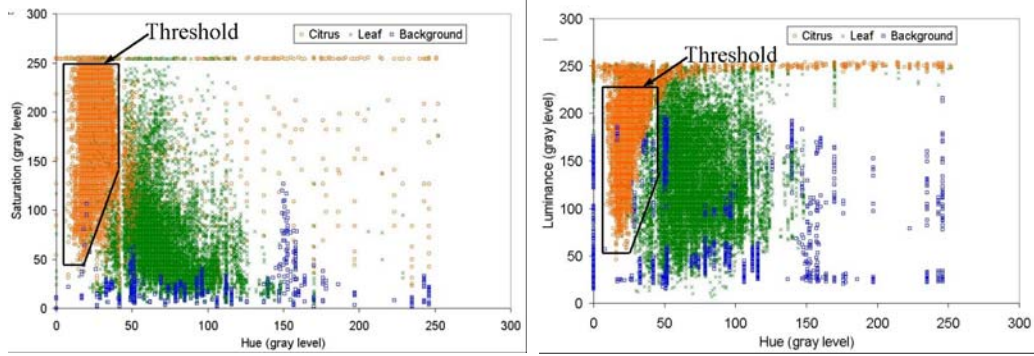 300
250
200
150
100
50
0
Saturation (gray level)
Threshold
Citrus Leaf Background
0 50 100 150 200 250 300
Hue (gray level)
300
250
200
150
100
50
0
Luminance (gray level)
Citrus Leaf Background
Threshold
0 50 100 150 200 250 300
Hue (gray level)